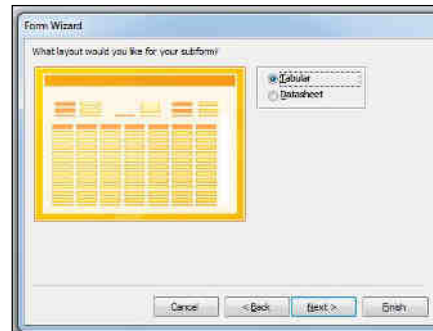 Form Wizard
What layout would you like for your subform?
Tabular
Datasheet
Cancel
< Back
Next >
Finish